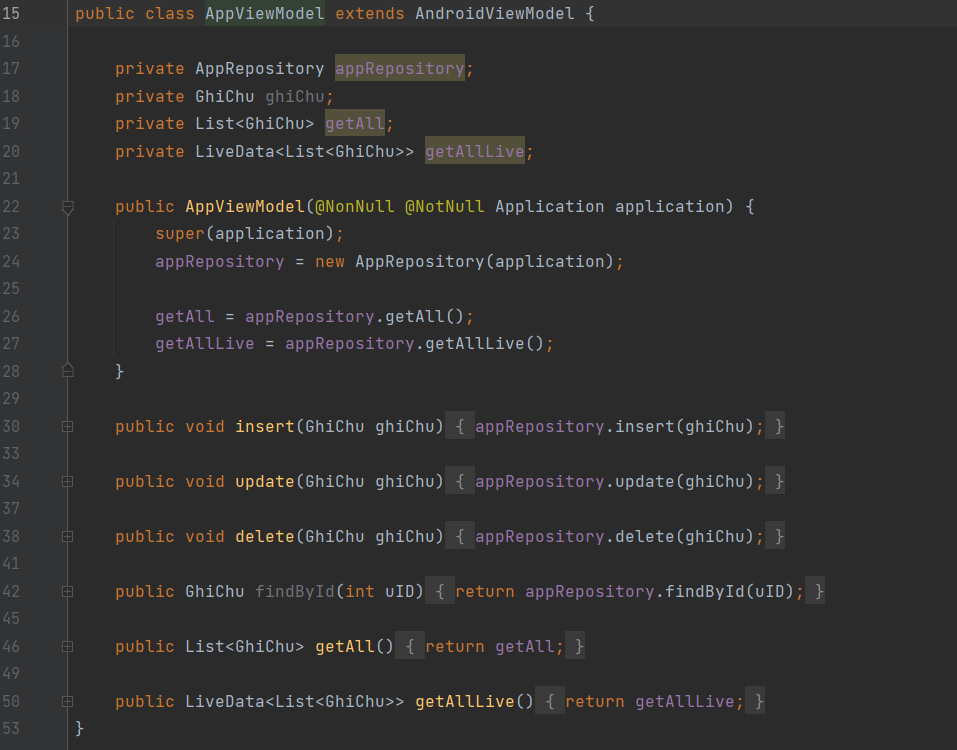 15 public class AppViewModel extends AndroidViewModel {
16
17     private AppRepository appRepository;
18     private GhiChu ghiChu;
19     private List<GhiChu> getAll;
20     private LiveData<List<GhiChu>> getAllLive;
21
22     public AppViewModel(@NonNull @NotNull Application application) {
23         super(application);
24         appRepository = new AppRepository(application);
25
26         getAll = appRepository.getAll();
27         getAllLive = appRepository.getAllLive();
28     }
29
30     public void insert(GhiChu ghiChu) { appRepository.insert(ghiChu); }
33
34     public void update(GhiChu ghiChu) { appRepository.update(ghiChu); }
37
38     public void delete(GhiChu ghiChu) { appRepository.delete(ghiChu); }
41
42     public GhiChu findById(int uID) { return appRepository.findById(uID); }
45
46     public List<GhiChu> getAll() { return getAll; }
49
50     public LiveData<List<GhiChu>> getAllLive() { return getAllLive; }
53 }